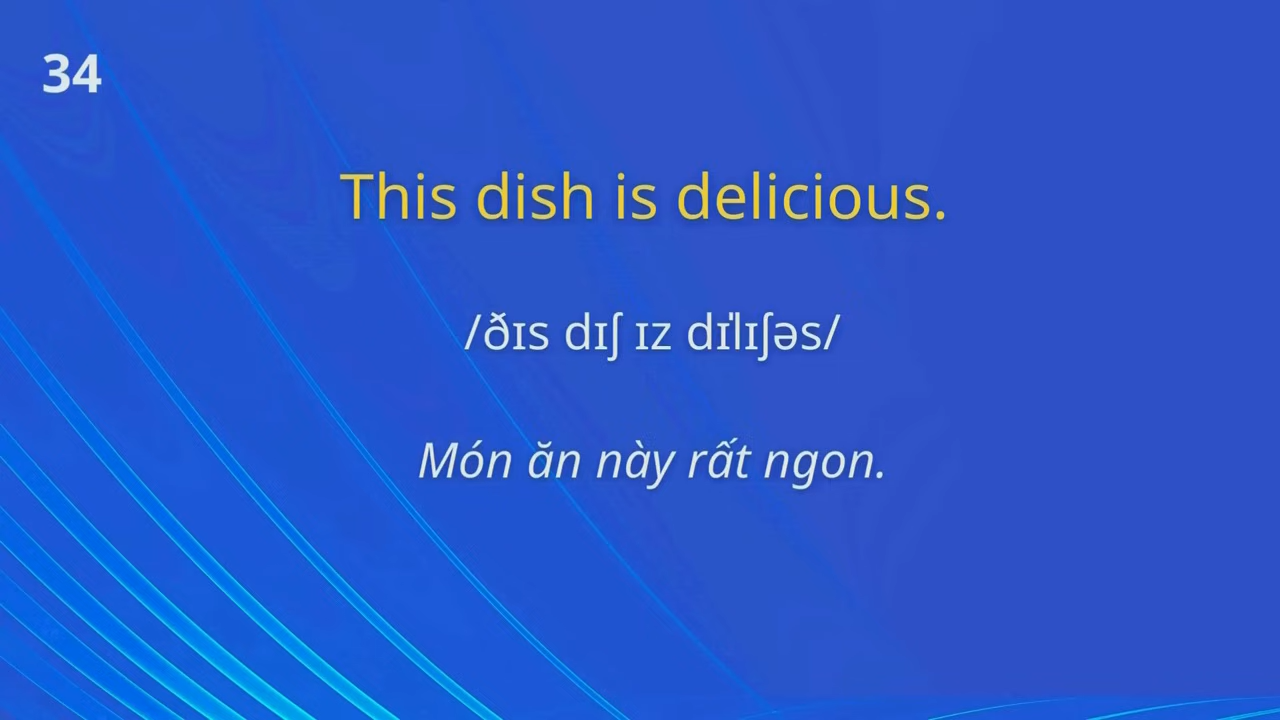 34
This dish is delicious.
/ðɪs dɪʃ ɪz dɪˈlɪʃəs/
Món ăn này rất ngon.